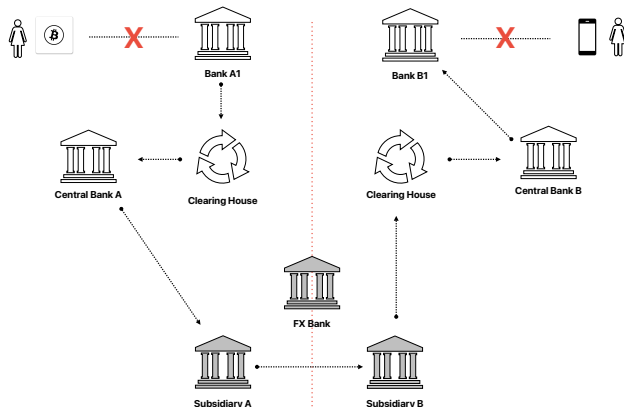 X
X
Bank A1
Bank B1
Central Bank A
Clearing House
Clearing House
Central Bank B
FX Bank
Subsidiary A
Subsidiary B